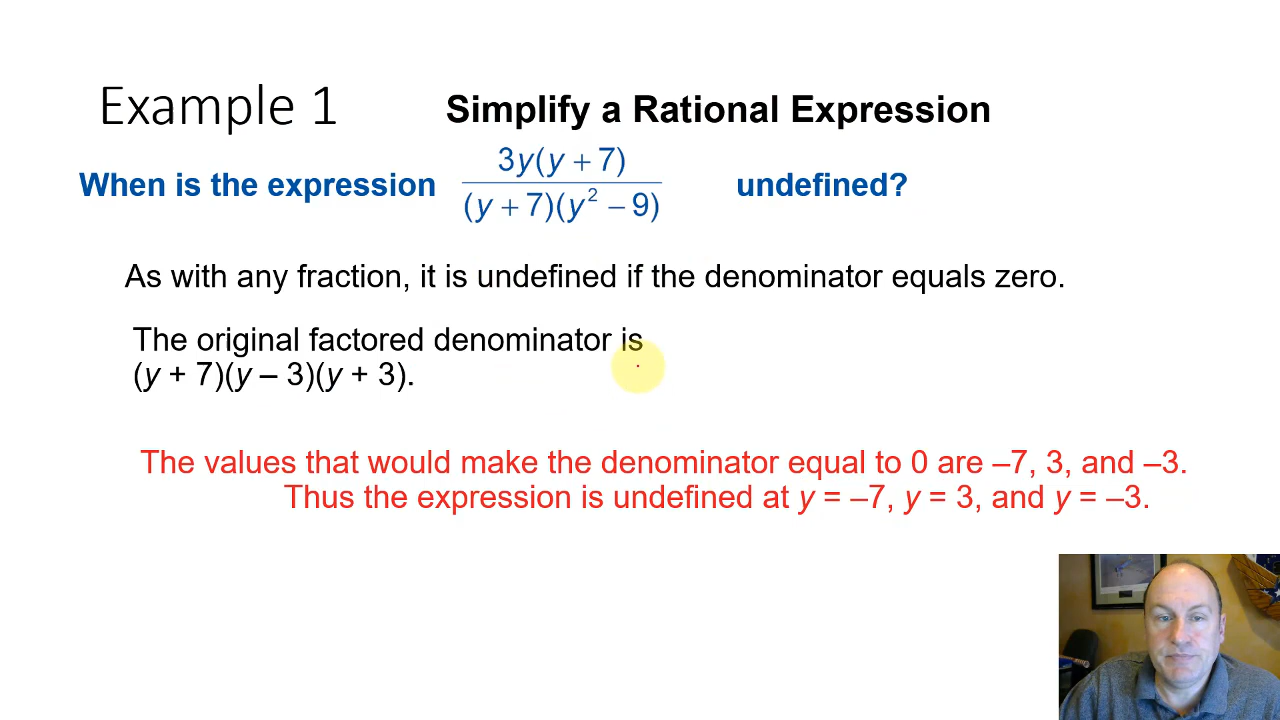 Example 1
Simplify a Rational Expression
When is the expression 3y(y + 7) / (y + 7)(y² – 9) undefined?
As with any fraction, it is undefined if the denominator equals zero.
The original factored denominator is
(y + 7)(y – 3)(y + 3).
The values that would make the denominator equal to 0 are –7, 3, and –3.
Thus the expression is undefined at y = –7, y = 3, and y = –3.